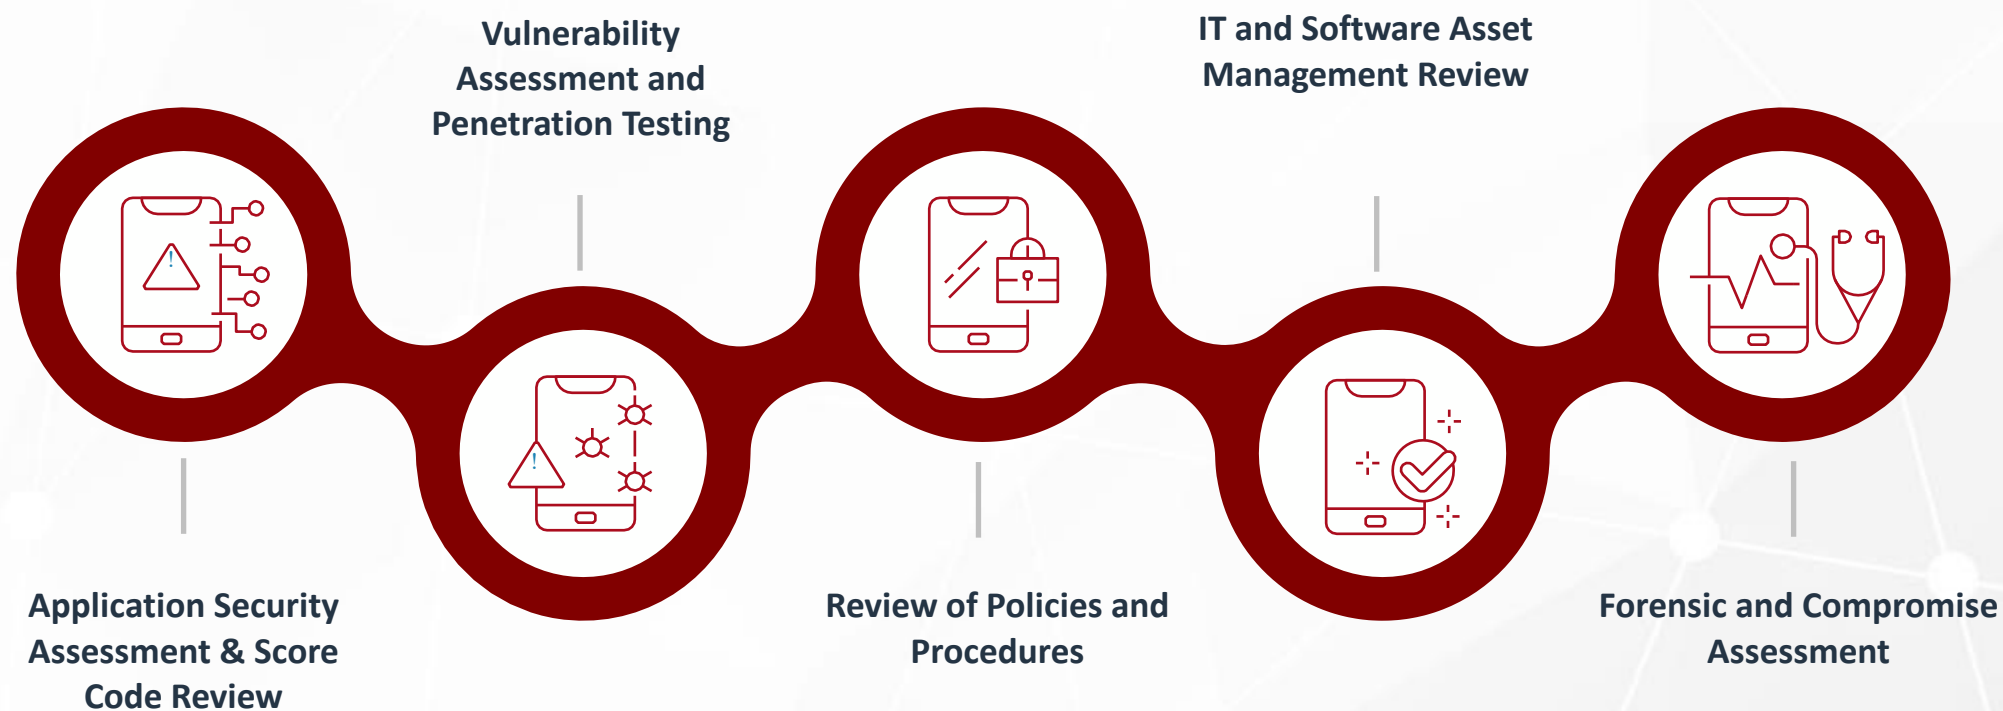 Application Security
Assessment & Score
Code Review
Vulnerability
Assessment and
Penetration Testing
Review of Policies and
Procedures
IT and Software Asset
Management Review
Forensic and Compromise
Assessment
!
!